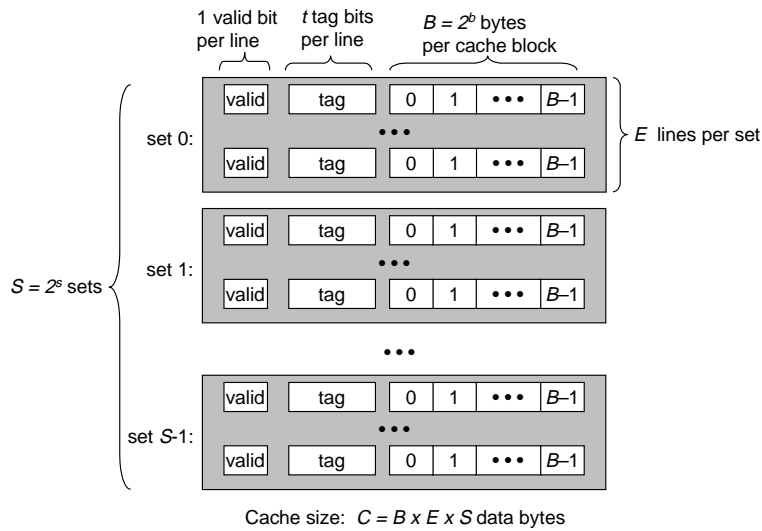 1 valid bit per line
t tag bits per line
B = 2^b bytes per cache block
valid tag 0 1 ••• B–1
set 0: •••
valid tag 0 1 ••• B–1
E lines per set
valid tag 0 1 ••• B–1
set 1: •••
valid tag 0 1 ••• B–1
S = 2^s sets
•••
valid tag 0 1 ••• B–1
set S-1: •••
valid tag 0 1 ••• B–1
Cache size: C = B x E x S data bytes